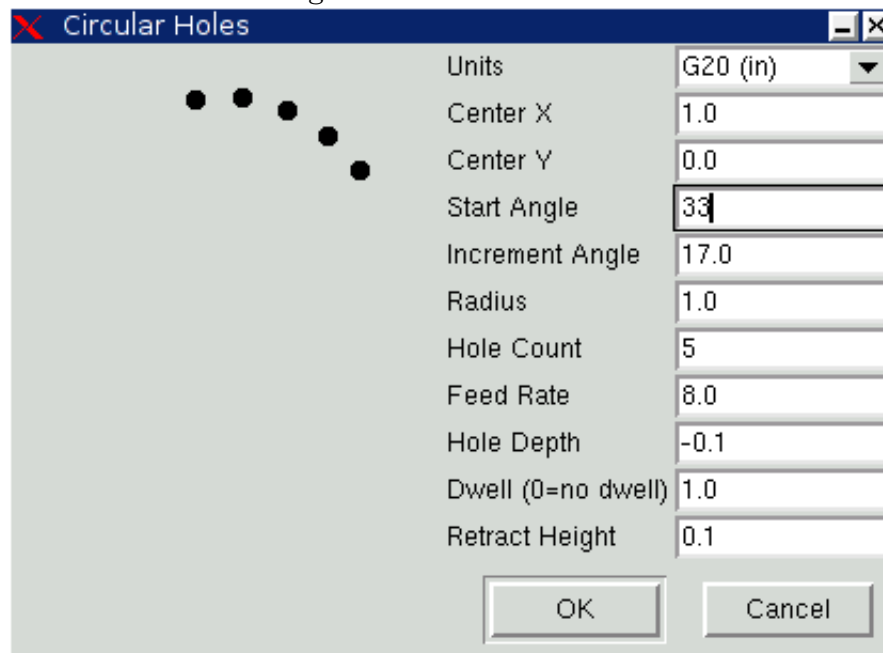 Circular Holes
Units G20 (in)
Center X 1.0
Center Y 0.0
Start Angle 33
Increment Angle 17.0
Radius 1.0
Hole Count 5
Feed Rate 8.0
Hole Depth -0.1
Dwell (0=no dwell) 1.0
Retract Height 0.1
OK Cancel